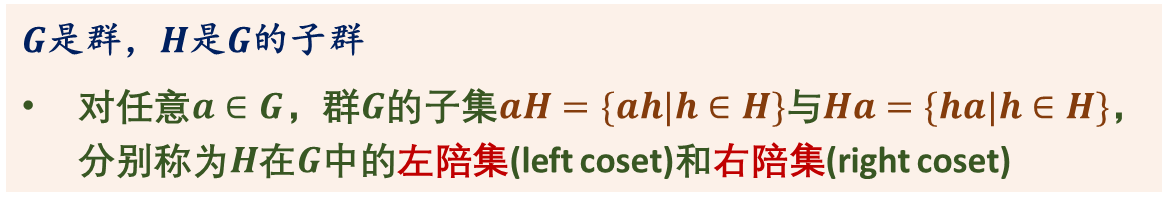 G是群，H是G的子群
• 对任意a ∈ G，群G的子集aH = {ah|h ∈ H}与Ha = {ha|h ∈ H}，
分别称为H在G中的左陪集(left coset)和右陪集(right coset)